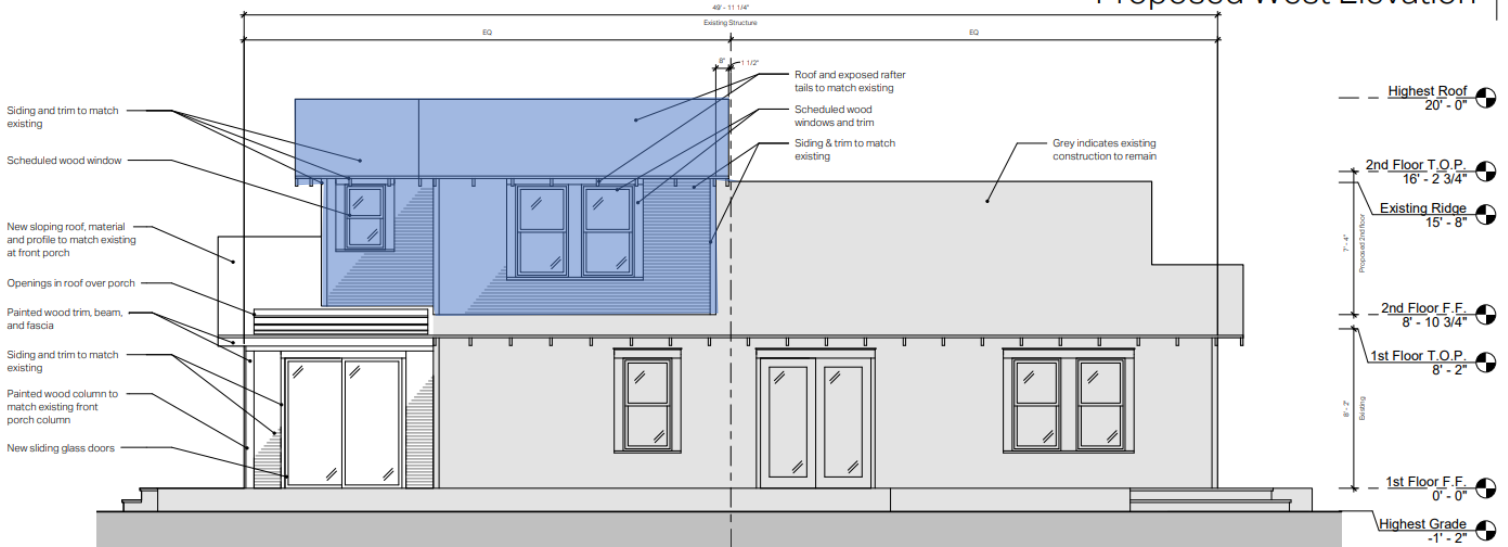 Proposed West Elevation
49' - 11 1/4"
Existing Structure
EQ
EQ
8"
1 1/2"
Siding and trim to match
existing
Scheduled wood window
New sloping roof, material
and profile to match existing
at front porch
Openings in roof over porch
Painted wood trim, beam,
and fascia
Siding and trim to match
existing
Painted wood column to
match existing front
porch column
New sliding glass doors
Roof and exposed rafter
tails to match existing
Scheduled wood
windows and trim
Siding & trim to match
existing
Grey indicates existing
construction to remain
Highest Roof
20' - 0"
2nd Floor T.O.P.
16' - 2 3/4"
Existing Ridge
15' - 8"
7' - 4"
Proposed 2nd floor
2nd Floor F.F.
8' - 10 3/4"
1st Floor T.O.P.
8' - 2"
8' - 2"
Existing
1st Floor F.F.
0' - 0"
Highest Grade
-1' - 2"